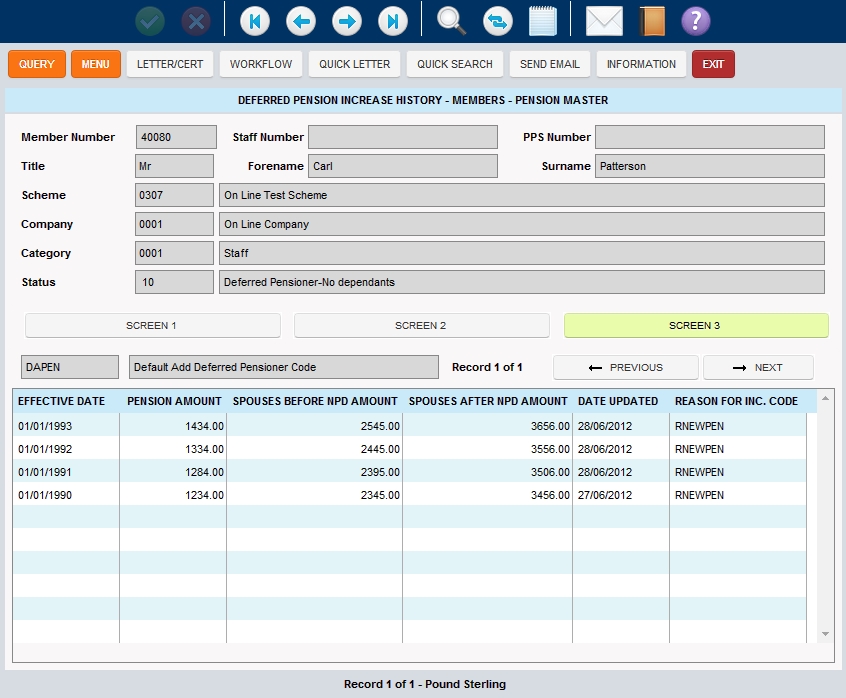 ?
QUERY MENU LETTER/CERT WORKFLOW QUICK LETTER QUICK SEARCH SEND EMAIL INFORMATION EXIT
DEFERRED PENSION INCREASE HISTORY - MEMBERS - PENSION MASTER
Member Number 40080 Staff Number PPS Number
Title Mr Forename Carl Surname Patterson
Scheme 0307 On Line Test Scheme
Company 0001 On Line Company
Category 0001 Staff
Status 10 Deferred Pensioner-No dependants
SCREEN 1 SCREEN 2 SCREEN 3
DAPEN Default Add Deferred Pensioner Code Record 1 of 1 PREVIOUS NEXT
EFFECTIVE DATE PENSION AMOUNT SPOUSES BEFORE NPD AMOUNT SPOUSES AFTER NPD AMOUNT DATE UPDATED REASON FOR INC. CODE
01/01/1993 1434.00 2545.00 3656.00 28/06/2012 RNEWPEN
01/01/1992 1334.00 2445.00 3556.00 28/06/2012 RNEWPEN
01/01/1991 1284.00 2395.00 3506.00 28/06/2012 RNEWPEN
01/01/1990 1234.00 2345.00 3456.00 27/06/2012 RNEWPEN
Record 1 of 1 - Pound Sterling